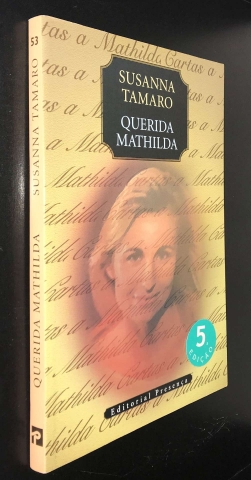 53
SUSANNA TAMARO
QUERIDA MATHILDA
SUSANNA
TAMARO
QUERIDA
MATHILDA
5.ª
EDIÇÃO
Editorial Presença
Cartas a Mathilda